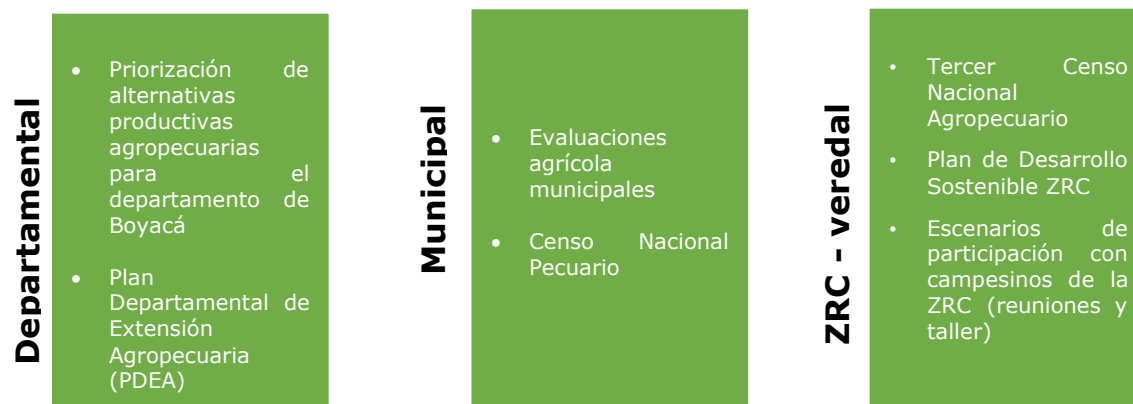 Departamental
• Priorización de
alternativas
productivas
agropecuarias
para el
departamento de
Boyacá
• Plan
Departamental de
Extensión
Agropecuaria
(PDEA)
Municipal
• Evaluaciones
agrícola
municipales
• Censo Nacional
Pecuario
ZRC - veredal
• Tercer Censo
Nacional
Agropecuario
• Plan de Desarrollo
Sostenible ZRC
• Escenarios de
participación con
campesinos de la
ZRC (reuniones y
taller)